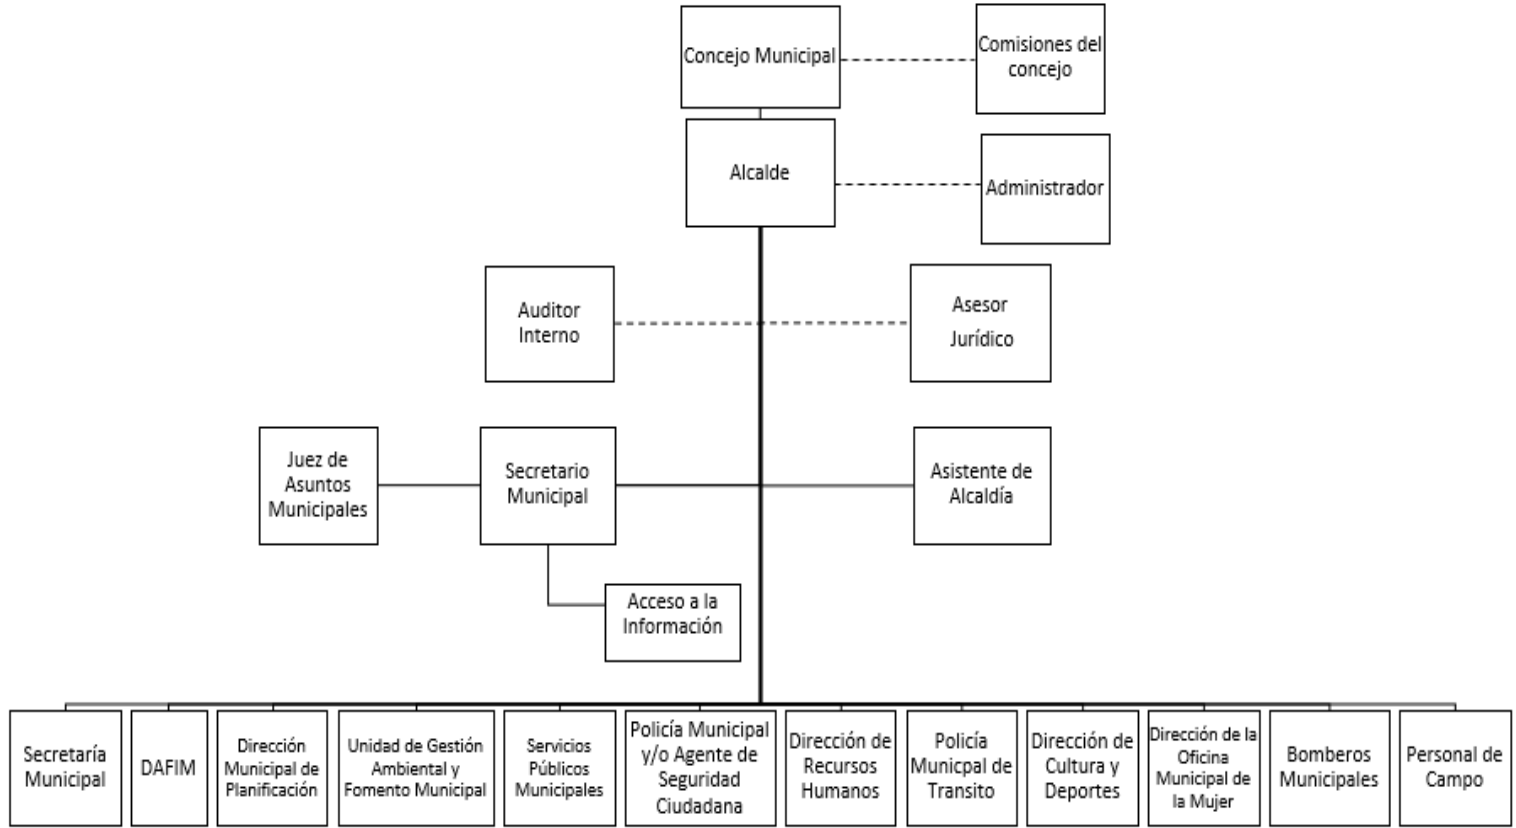 Concejo Municipal
Comisiones del
concejo
Alcalde
Administrador
Auditor
Interno
Asesor
Jurídico
Juez de
Asuntos
Municipales
Secretario
Municipal
Asistente de
Alcaldía
Acceso a la
Información
Secretaría
Municipal
DAFIM
Dirección
Municipal de
Planificación
Unidad de Gestión
Ambiental y
Fomento Municipal
Servicios
Públicos
Municipales
Policía Municipal
y/o Agente de
Seguridad
Ciudadana
Dirección de
Recursos
Humanos
Policía
Municpal de
Transito
Dirección de
Cultura y
Deportes
Dirección de la
Oficina
Municipal de
la Mujer
Bomberos
Municipales
Personal de
Campo